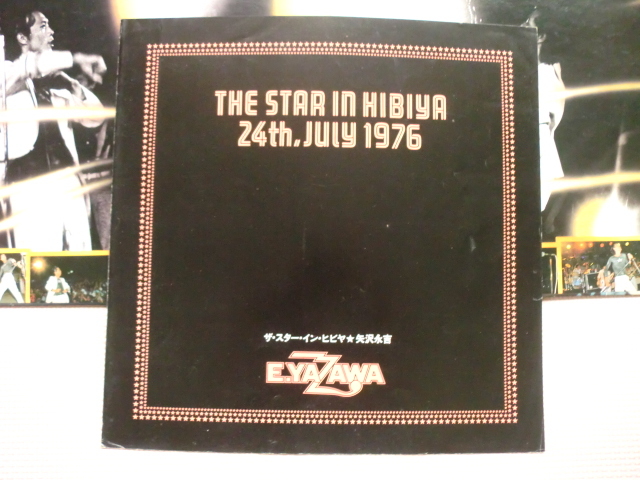 THE STAR IN HIBIYA
24th, JULY 1976
ザ・スター・イン・ヒビヤ★矢沢永吉
E.YAZAWA